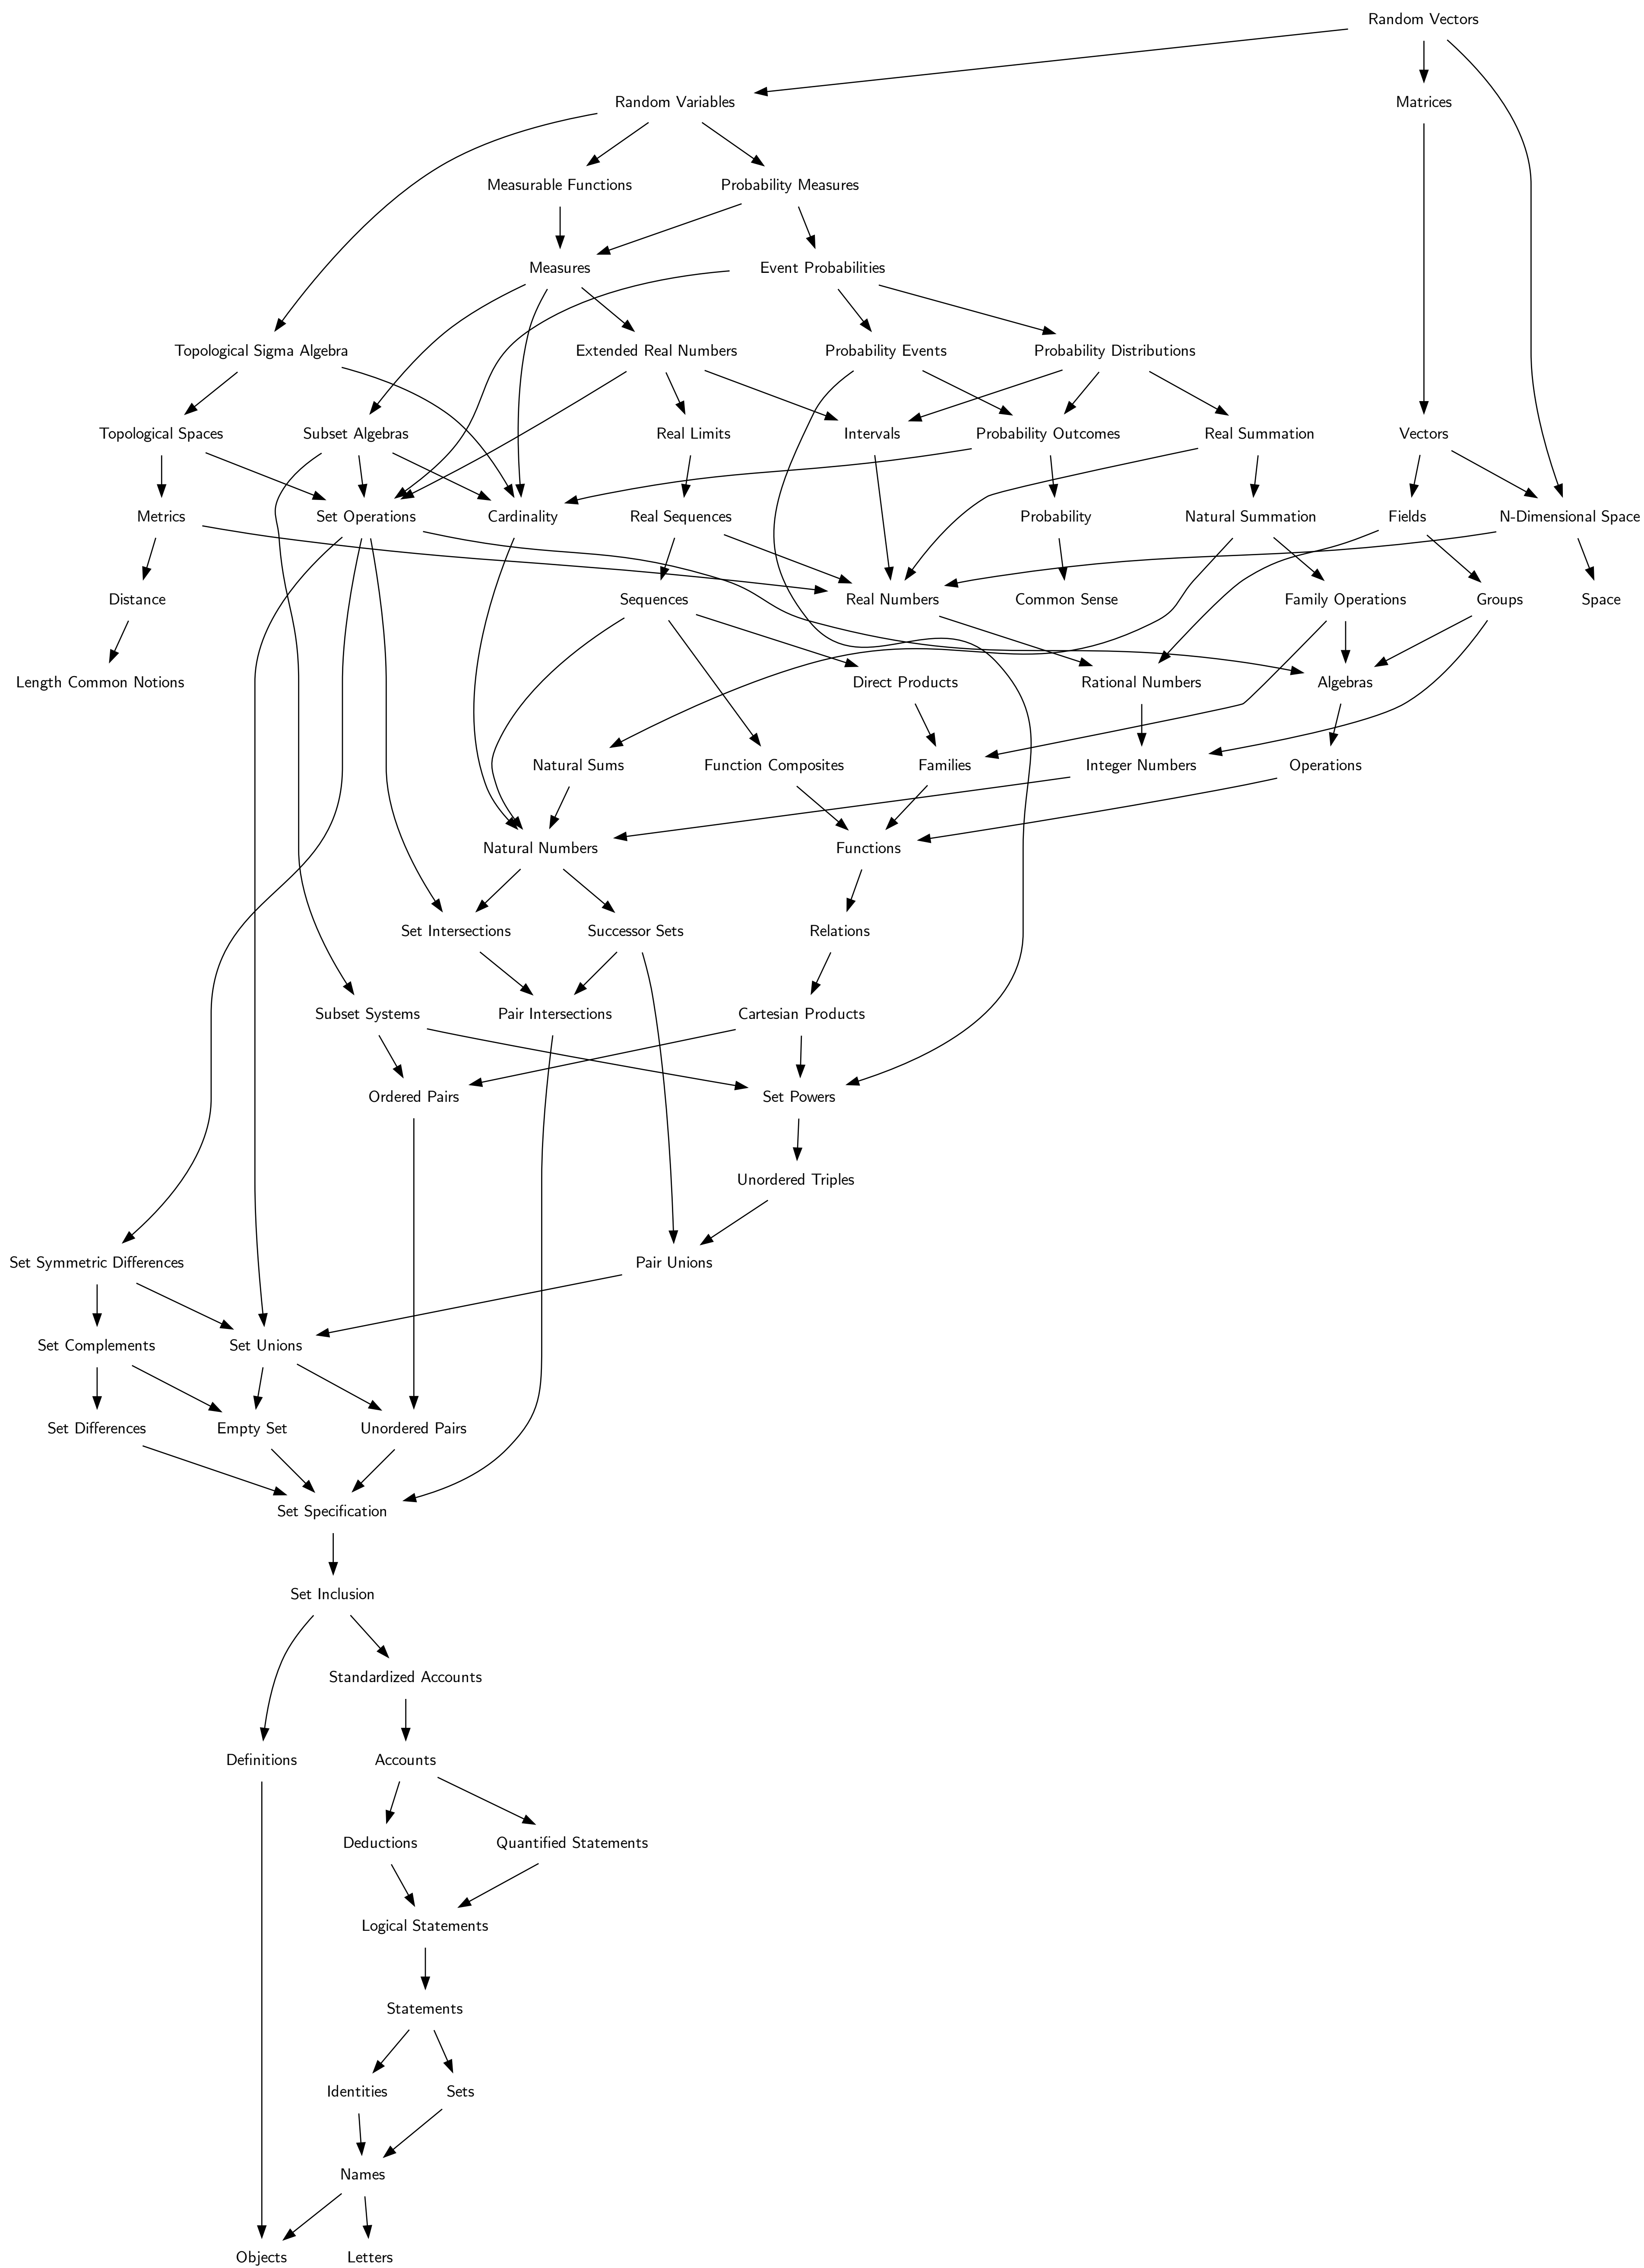 Random Vectors
Random Variables
Matrices
Measurable Functions
Probability Measures
Measures
Event Probabilities
Topological Sigma Algebra
Extended Real Numbers
Probability Events
Probability Distributions
Topological Spaces
Subset Algebras
Real Limits
Intervals
Probability Outcomes
Real Summation
Vectors
Metrics
Set Operations
Cardinality
Real Sequences
Probability
Natural Summation
Fields
N-Dimensional Space
Distance
Sequences
Real Numbers
Common Sense
Family Operations
Groups
Space
Length Common Notions
Direct Products
Rational Numbers
Algebras
Natural Sums
Function Composites
Families
Integer Numbers
Operations
Natural Numbers
Functions
Set Intersections
Successor Sets
Relations
Subset Systems
Pair Intersections
Cartesian Products
Ordered Pairs
Set Powers
Unordered Triples
Set Symmetric Differences
Pair Unions
Set Complements
Set Unions
Set Differences
Empty Set
Unordered Pairs
Set Specification
Set Inclusion
Standardized Accounts
Definitions
Accounts
Deductions
Quantified Statements
Logical Statements
Statements
Identities
Sets
Names
Objects
Letters